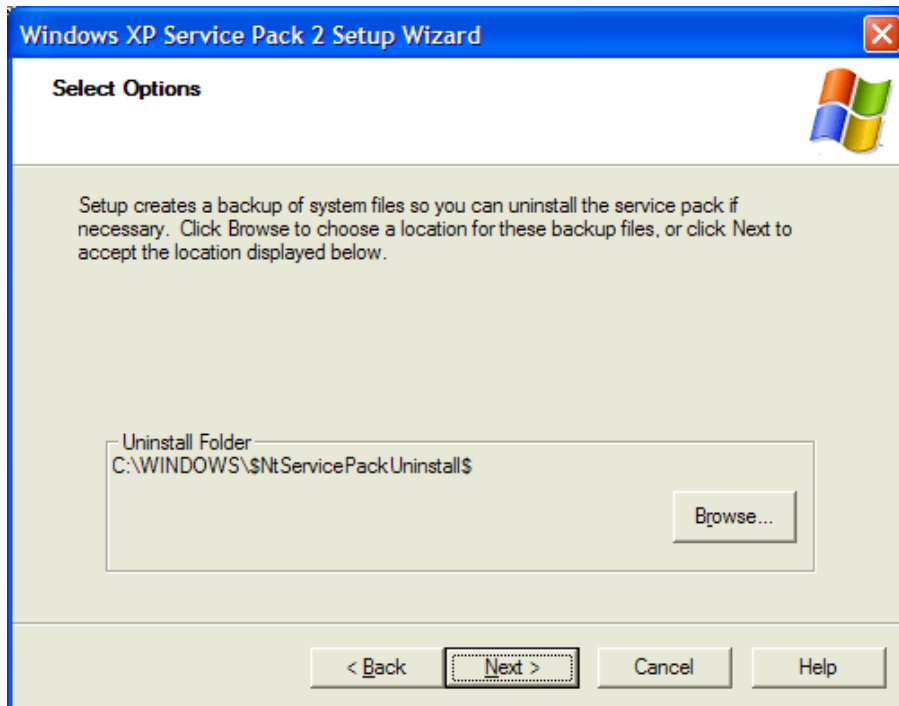 Windows XP Service Pack 2 Setup Wizard
Select Options
Setup creates a backup of system files so you can uninstall the service pack if
necessary. Click Browse to choose a location for these backup files, or click Next to
accept the location displayed below.
Uninstall Folder
C:\WINDOWS\$NtServicePackUninstall$
Browse...
< Back
Next >
Cancel
Help